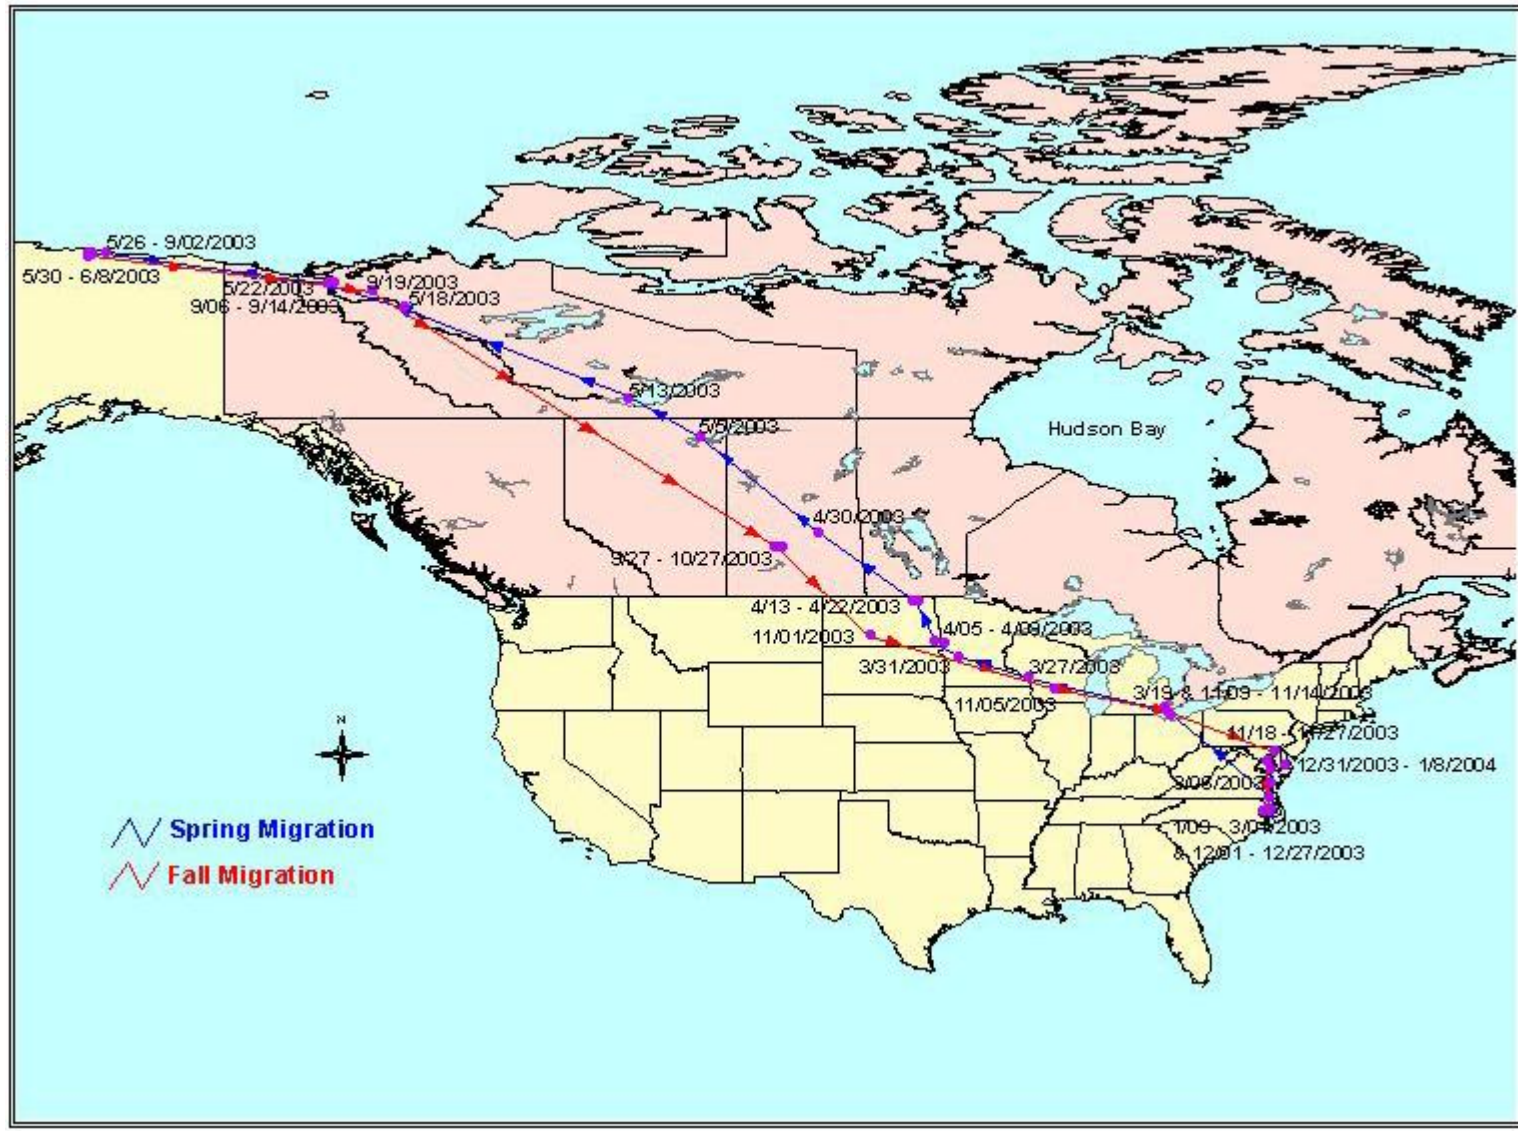 5/26 - 9/02/2003
5/30 - 6/8/2003
5/22/2003
9/19/2003
9/06 - 9/14/2003
5/18/2003
5/13/2003
5/5/2003
Hudson Bay
4/30/2003
9/27 - 10/27/2003
4/13 - 4/22/2003
11/01/2003
4/05 - 4/09/2003
3/31/2003
3/27/2003
11/05/2003
3/19 & 11/09 - 11/14/2003
11/18 - 11/27/2003
12/31/2003 - 1/8/2004
3/06/2003
N
Spring Migration
1/09 - 3/01/2003
& 12/01 - 12/27/2003
Fall Migration